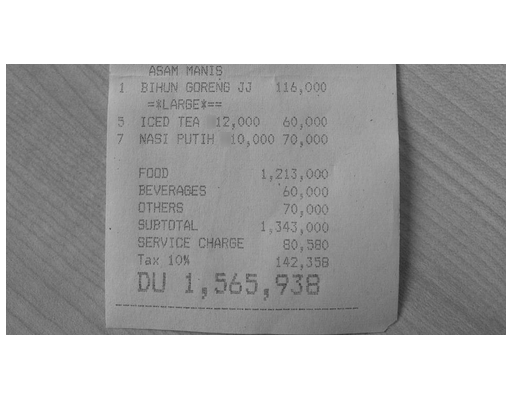 ASAM MANIS
1 BIHUN GORENG JJ 116,000
=*LARGE*==
5 ICED TEA @12,000 60,000
7 NASI PUTIH @10,000 70,000
FOOD 1,213,000
BEVERAGES 60,000
OTHERS 70,000
SUBTOTAL 1,343,000
SERVICE CHARGE 80,580
Tax 10% 142,358
DU 1,565,938